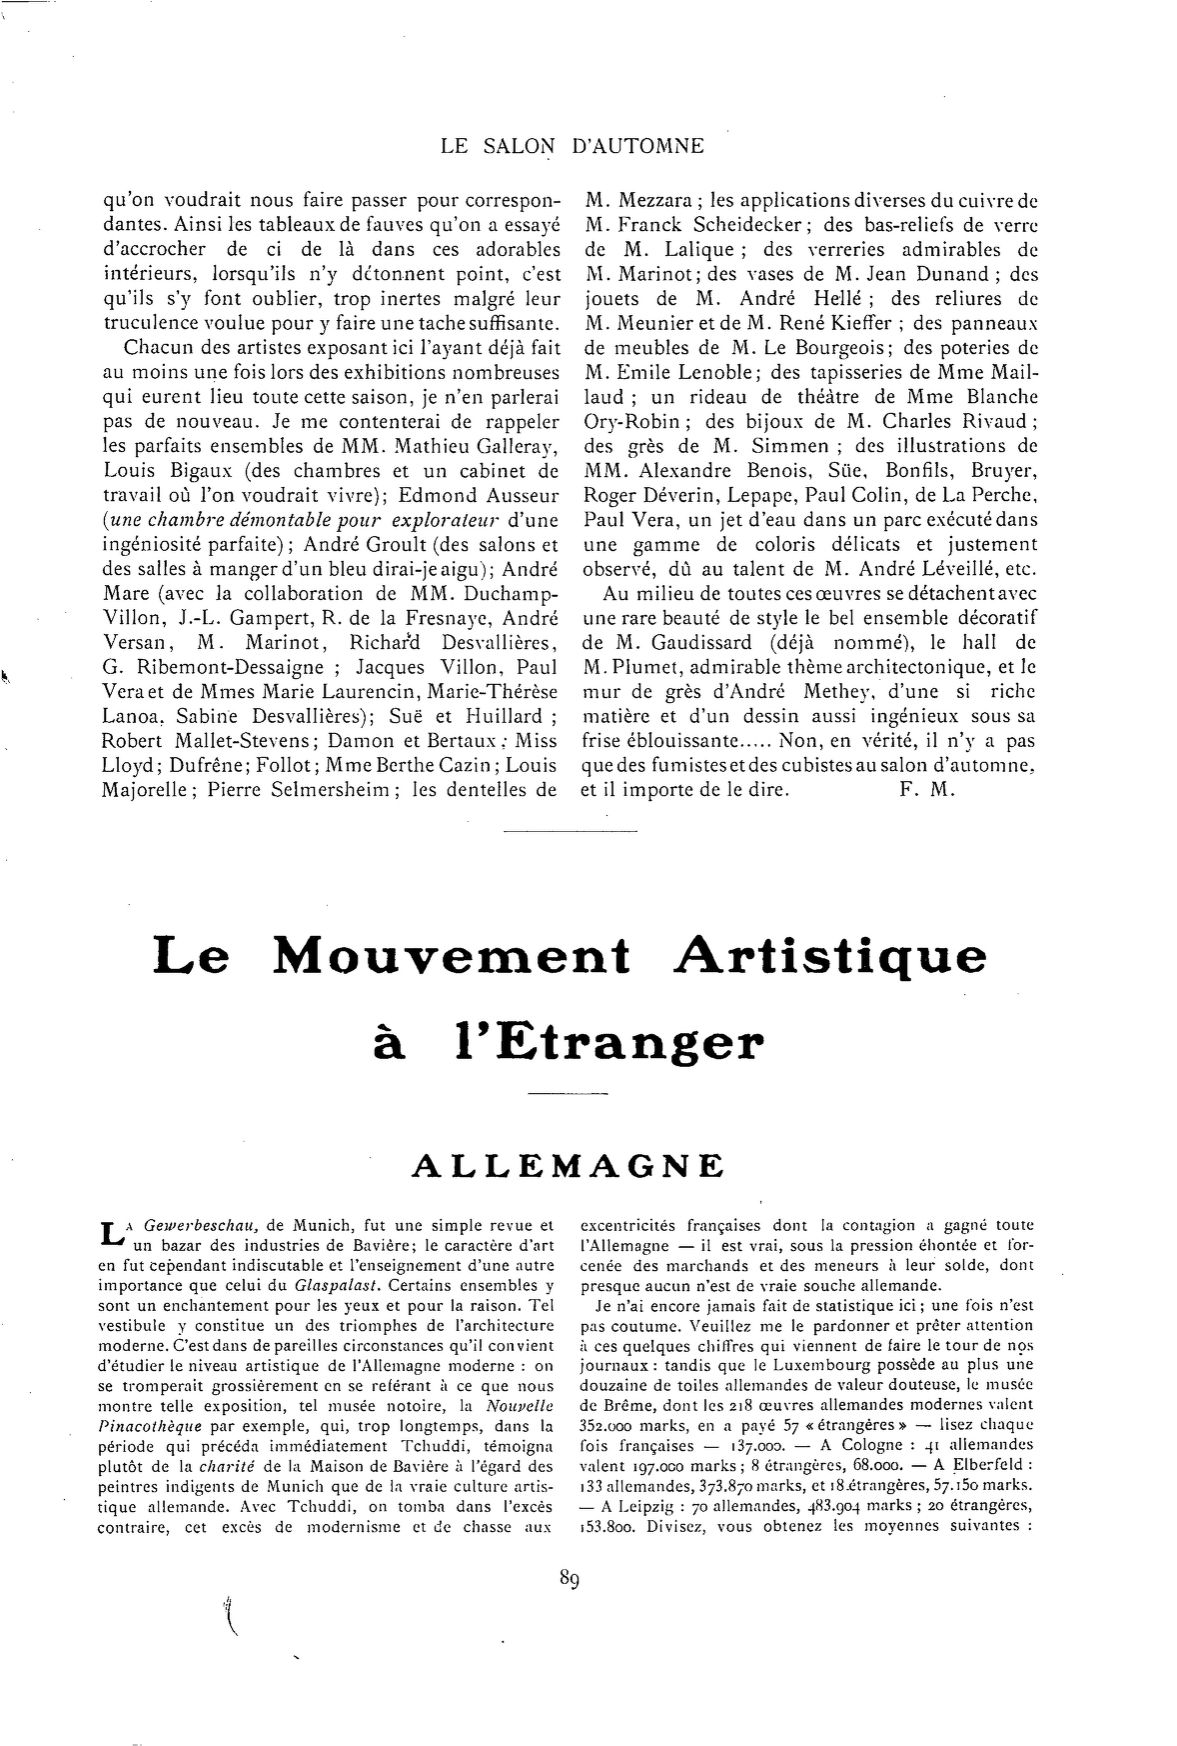 LE SALON D'AUTOMNE
qu'on voudrait nous faire passer pour correspon-
dantes. Ainsi les tableaux de fauves qu'on a essayé
d'accrocher de ci de là dans ces adorables
intérieurs, lorsqu'ils n'y détonnent point, c'est
qu'ils s'y font oublier, trop inertes malgré leur
truculence voulue pour y faire une tache suffisante.
Chacun des artistes exposant ici l'ayant déjà fait
au moins une fois lors des exhibitions nombreuses
qui eurent lieu toute cette saison, je n'en parlerai
pas de nouveau. Je me contenterai de rappeler
les parfaits ensembles de MM. Mathieu Galleray,
Louis Bigaux (des chambres et un cabinet de
travail où l'on voudrait vivre); Edmond Ausseur
(une chambre démontable pour explorateur d'une
ingéniosité parfaite); André Groult (des salons et
des salles à manger d'un bleu dirai-je aigu); André
Mare (avec la collaboration de MM. Duchamp-
Villon, J.-L. Gampert, R. de la Fresnaye, André
Versan, M. Marinot, Richard Desvallières,
G. Ribemont-Dessaigne ; Jacques Villon, Paul
Vera et de Mmes Marie Laurencin, Marie-Thérèse
Lanoa, Sabine Desvallières); Suë et Huillard ;
Robert Mallet-Stevens; Damon et Bertaux; Miss
Lloyd; Dufrêne; Follot; Mme Berthe Cazin; Louis
Majorelle; Pierre Selmersheim; les dentelles de
M. Mezzara; les applications diverses du cuivre de
M. Franck Scheidecker; des bas-reliefs de verre
de M. Lalique ; des verreries admirables de
M. Marinot; des vases de M. Jean Dunand ; des
jouets de M. André Hellé ; des reliures de
M. Meunier et de M. René Kieffer ; des panneaux
de meubles de M. Le Bourgeois; des poteries de
M. Emile Lenoble; des tapisseries de Mme Mail-
laud ; un rideau de théâtre de Mme Blanche
Ory-Robin; des bijoux de M. Charles Rivaud;
des grès de M. Simmen ; des illustrations de
MM. Alexandre Benois, Süe, Bonfils, Bruyer,
Roger Déverin, Lepape, Paul Colin, de La Perche,
Paul Vera, un jet d'eau dans un parc exécuté dans
une gamme de coloris délicats et justement
observé, dû au talent de M. André Léveillé, etc.
Au milieu de toutes ces œuvres se détachent avec
une rare beauté de style le bel ensemble décoratif
de M. Gaudissard (déjà nommé), le hall de
M. Plumet, admirable thème architectonique, et le
mur de grès d'André Methey, d'une si riche
matière et d'un dessin aussi ingénieux sous sa
frise éblouissante..... Non, en vérité, il n'y a pas
que des fumistes et des cubistes au salon d'automne,
et il importe de le dire. F. M.
Le Mouvement Artistique
à l'Etranger
ALLEMAGNE
LA Gewerbeschau, de Munich, fut une simple revue et
un bazar des industries de Bavière; le caractère d'art
en fut cependant indiscutable et l'enseignement d'une autre
importance que celui du Glaspalast. Certains ensembles y
sont un enchantement pour les yeux et pour la raison. Tel
vestibule y constitue un des triomphes de l'architecture
moderne. C'est dans de pareilles circonstances qu'il convient
d'étudier le niveau artistique de l'Allemagne moderne : on
se tromperait grossièrement en se referant à ce que nous
montre telle exposition, tel musée notoire, la Nouvelle
Pinacothèque par exemple, qui, trop longtemps, dans la
période qui précéda immédiatement Tchuddi, témoigna
plutôt de la charité de la Maison de Bavière à l'égard des
peintres indigents de Munich que de la vraie culture artis-
tique allemande. Avec Tchuddi, on tomba dans l'excès
contraire, cet excès de modernisme et de chasse aux
excentricités françaises dont la contagion a gagné toute
l'Allemagne — il est vrai, sous la pression éhontée et for-
cenée des marchands et des meneurs à leur solde, dont
presque aucun n'est de vraie souche allemande.
Je n'ai encore jamais fait de statistique ici; une fois n'est
pas coutume. Veuillez me le pardonner et prêter attention
à ces quelques chiffres qui viennent de faire le tour de nos
journaux: tandis que le Luxembourg possède au plus une
douzaine de toiles allemandes de valeur douteuse, le musée
de Brême, dont les 218 œuvres allemandes modernes valent
352.000 marks, en a payé 57 « étrangères » — lisez chaque
fois françaises — 137.000. — A Cologne : 41 allemandes
valent 197.000 marks; 8 étrangères, 68.000. — A Elberfeld :
133 allemandes, 373.870 marks, et 18 étrangères, 57.150 marks.
— A Leipzig : 70 allemandes, 483.904 marks ; 20 étrangères,
153.800. Divisez, vous obtenez les moyennes suivantes :
89